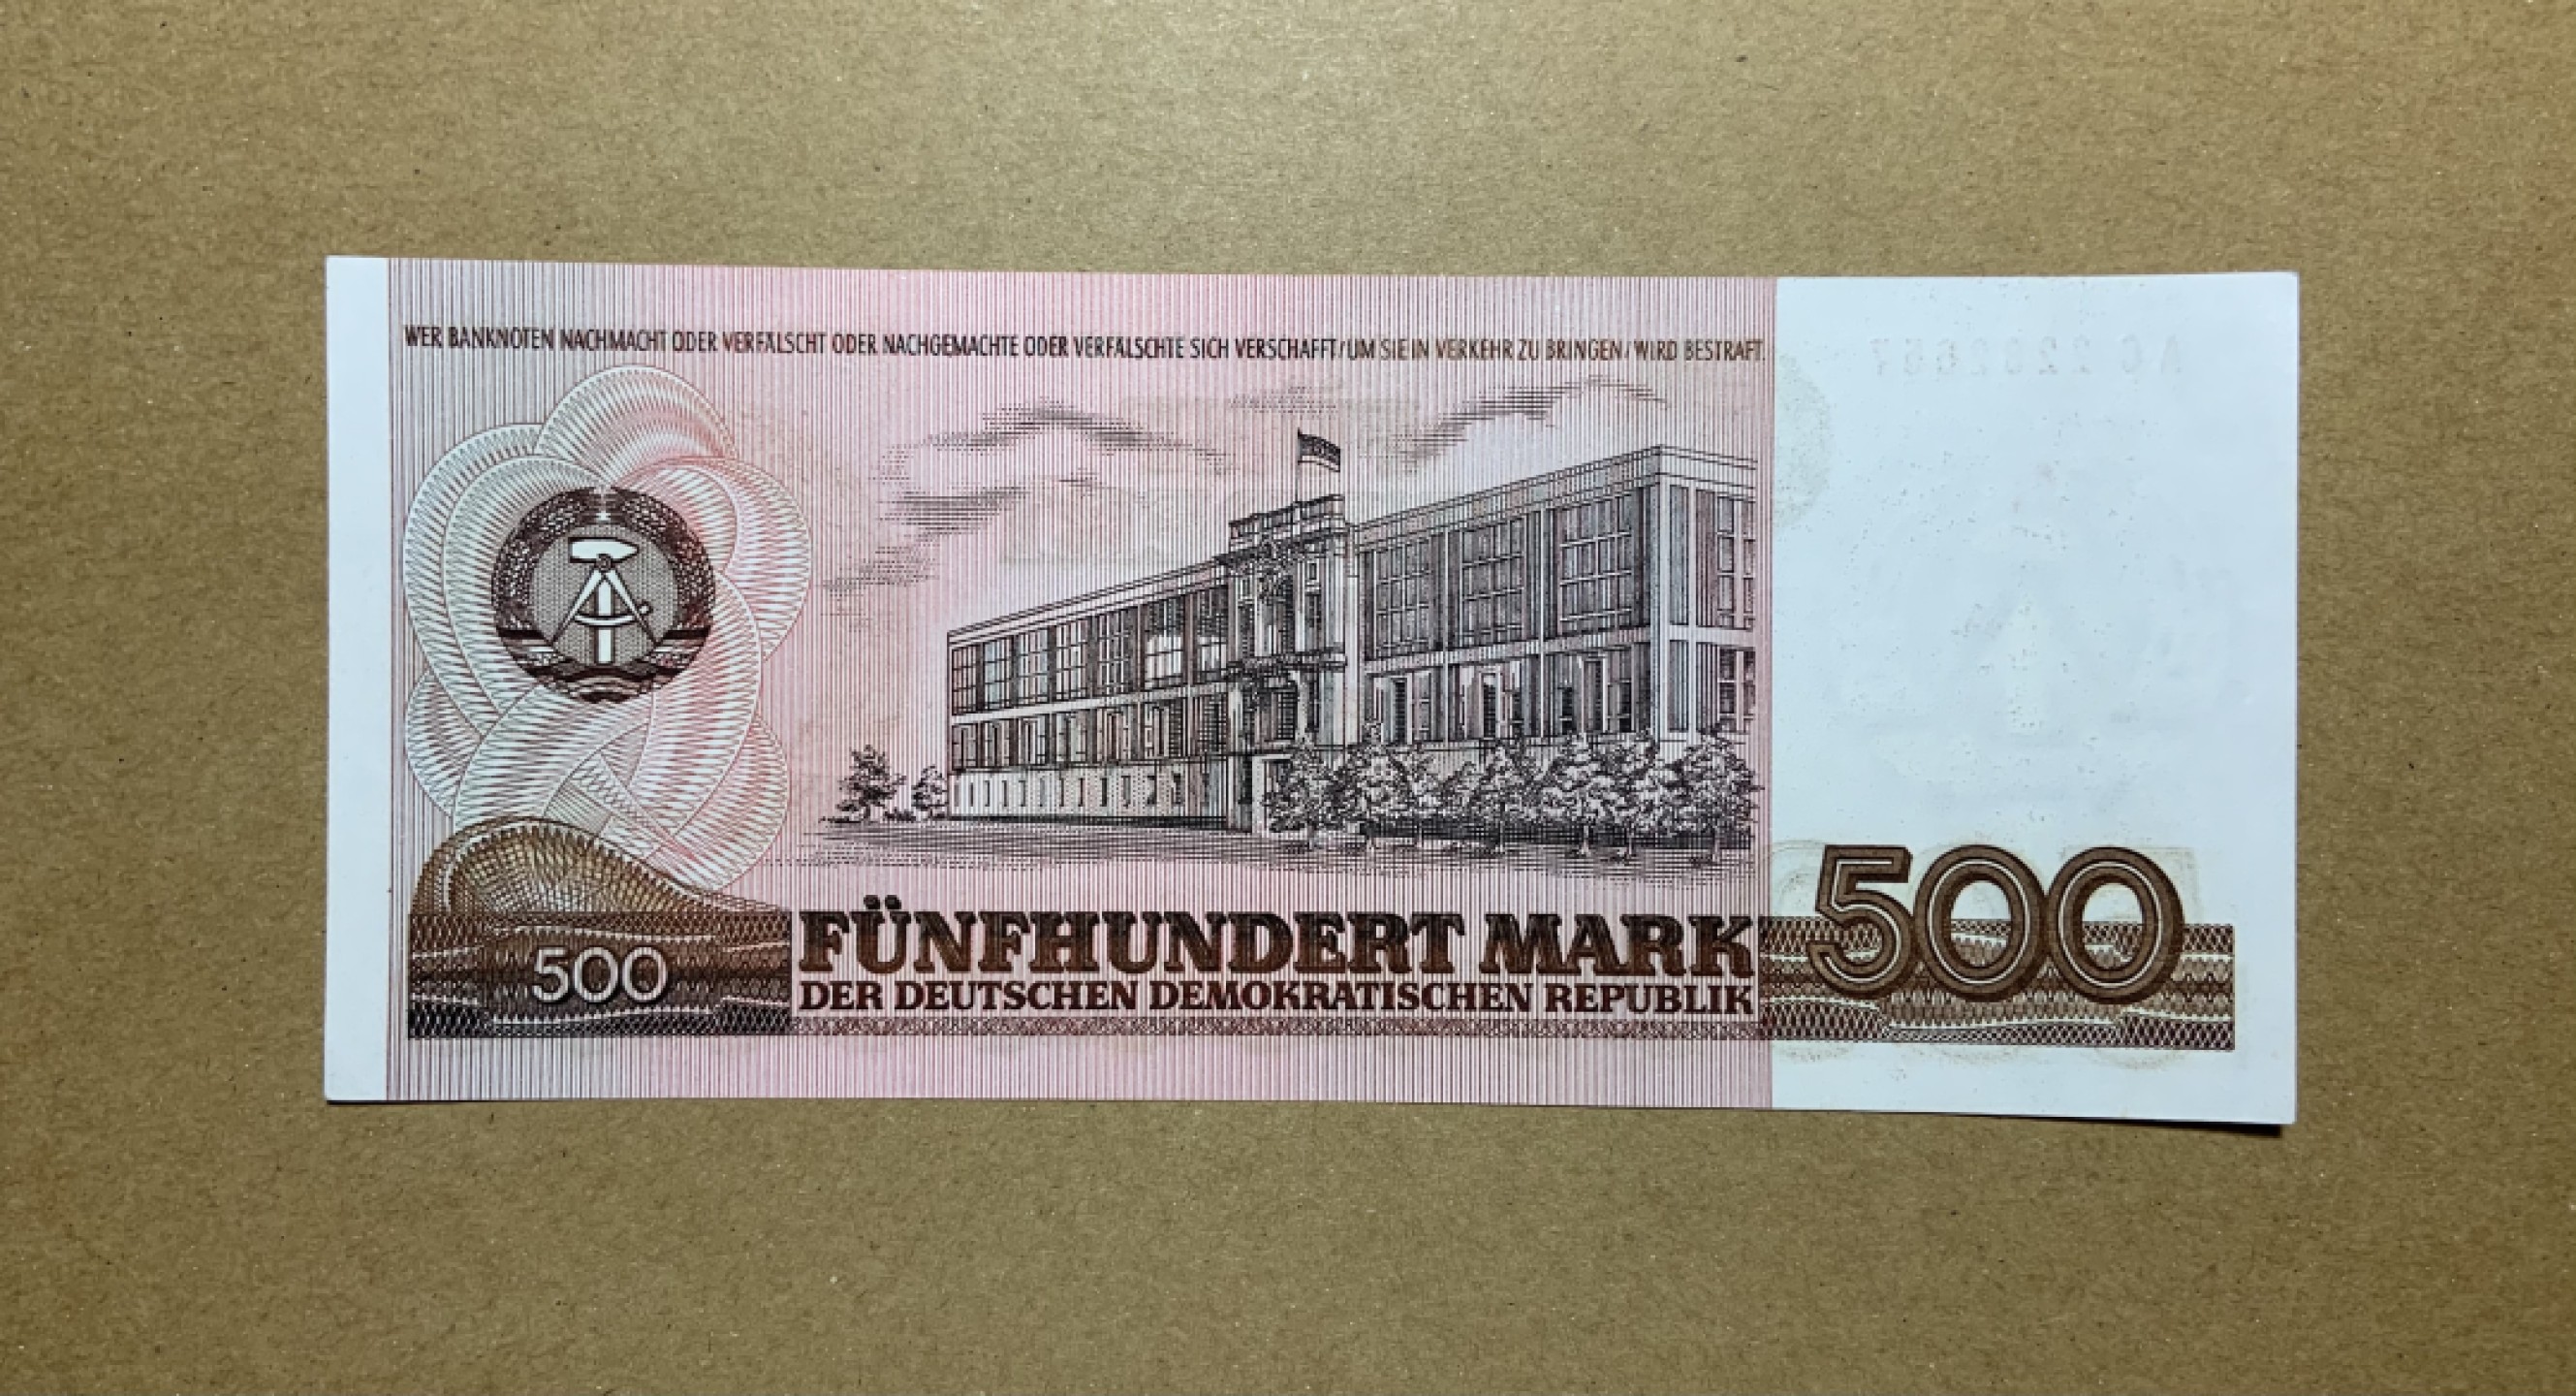 WER BANKNOTEN NACHMACHT ODER VERFÄLSCHT ODER NACHGEMACHTE ODER VERFÄLSCHTE SICH VERSCHAFFT/UM SIE IN VERKEHR ZU BRINGEN/WIRD BESTRAFT.
500
FÜNFHUNDERT MARK
DER DEUTSCHEN DEMOKRATISCHEN REPUBLIK
500